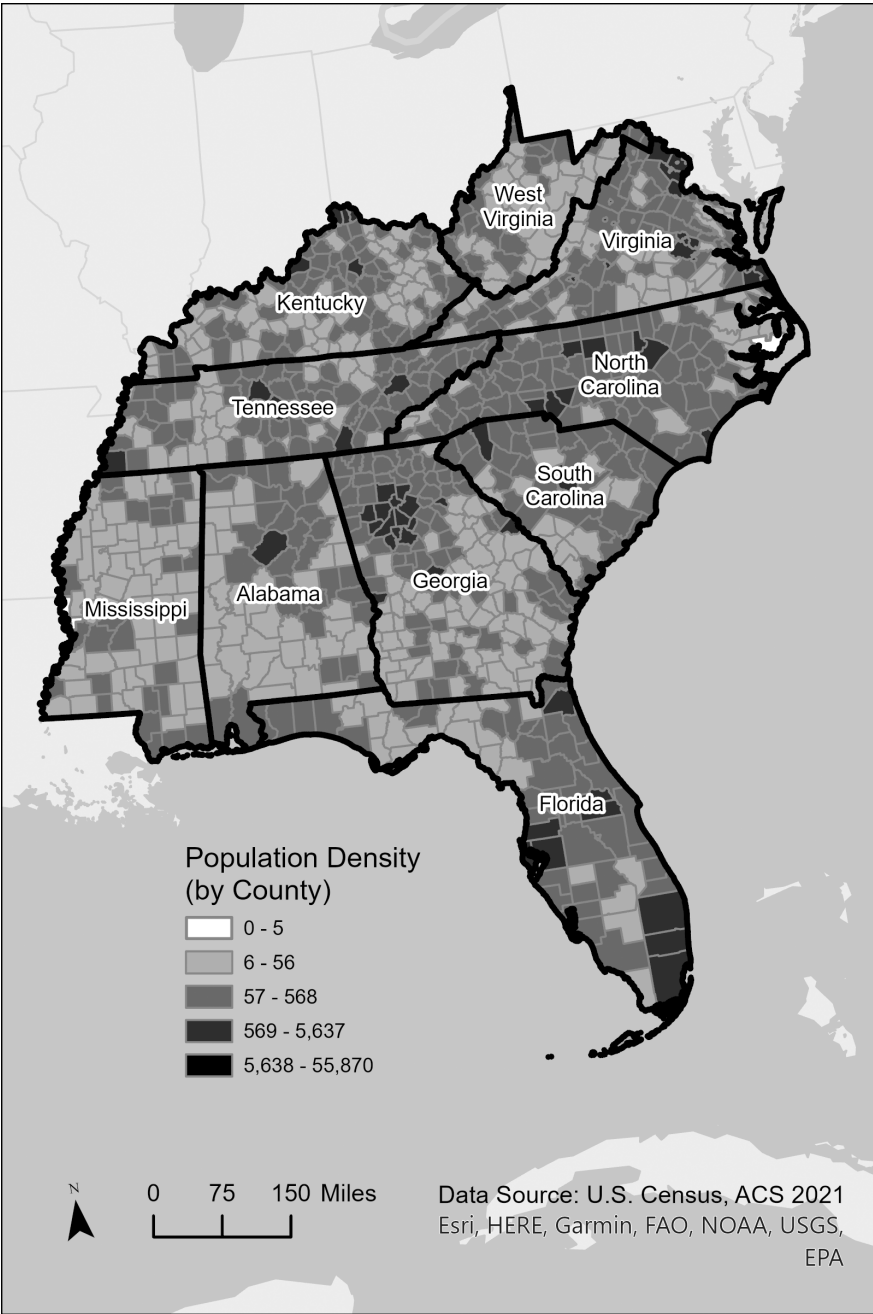 West
Virginia
Virginia
Kentucky
North
Carolina
Tennessee
South
Carolina
Georgia
Alabama
Mississippi
Florida
Population Density
(by County)
0 - 5
6 - 56
57 - 568
569 - 5,637
5,638 - 55,870
N
0 75 150 Miles
Data Source: U.S. Census, ACS 2021
Esri, HERE, Garmin, FAO, NOAA, USGS,
EPA